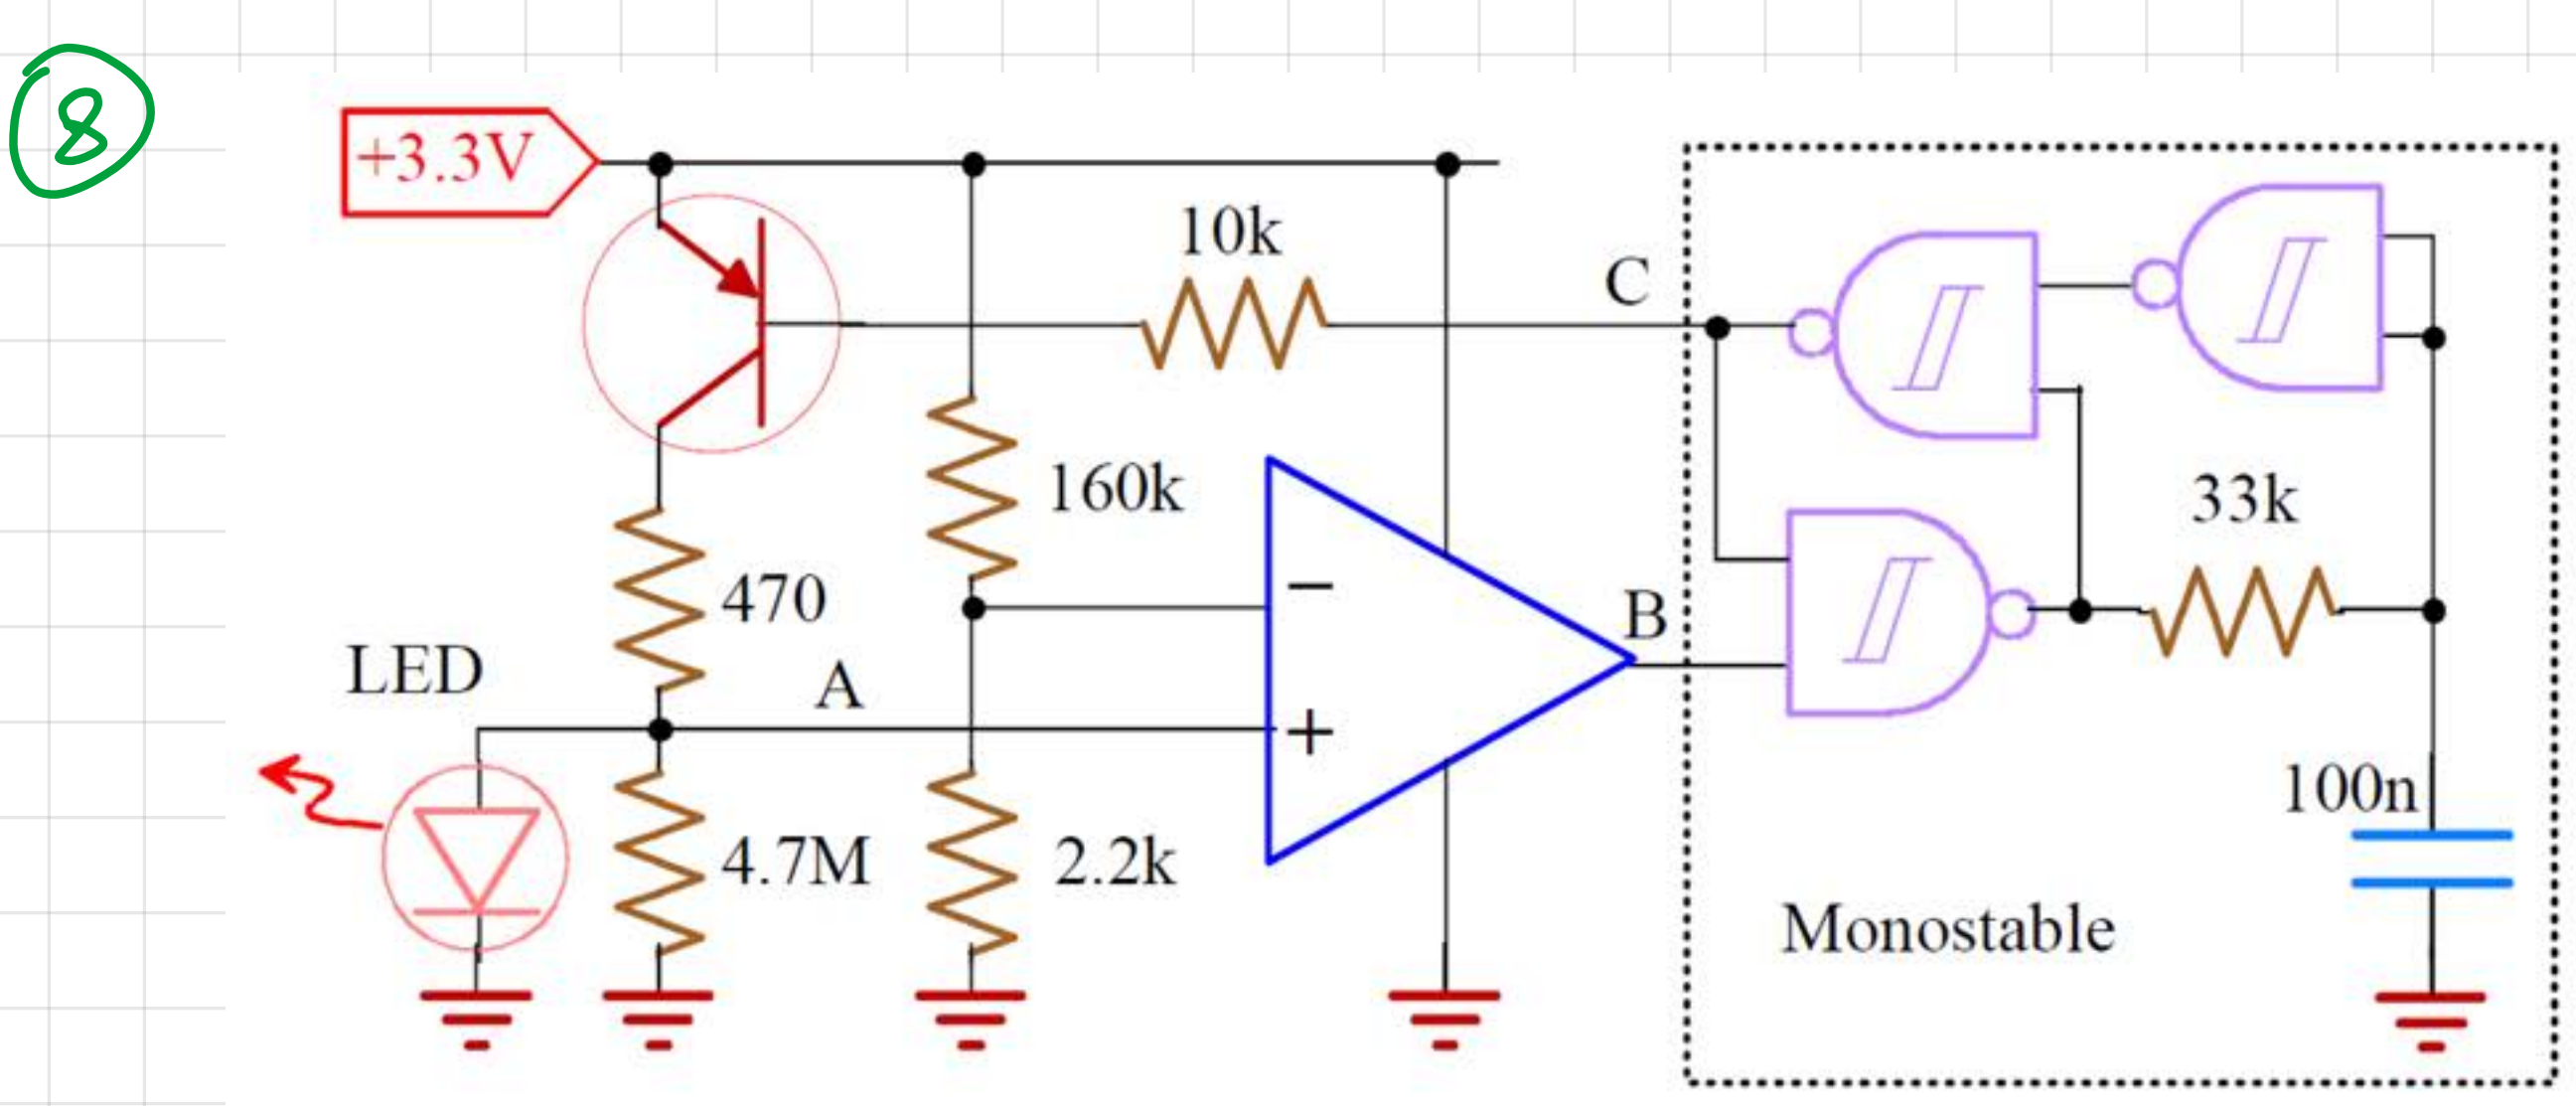 8
+3.3V
10k
C
160k
33k
470
LED
A
B
−
+
4.7M
2.2k
100n
Monostable